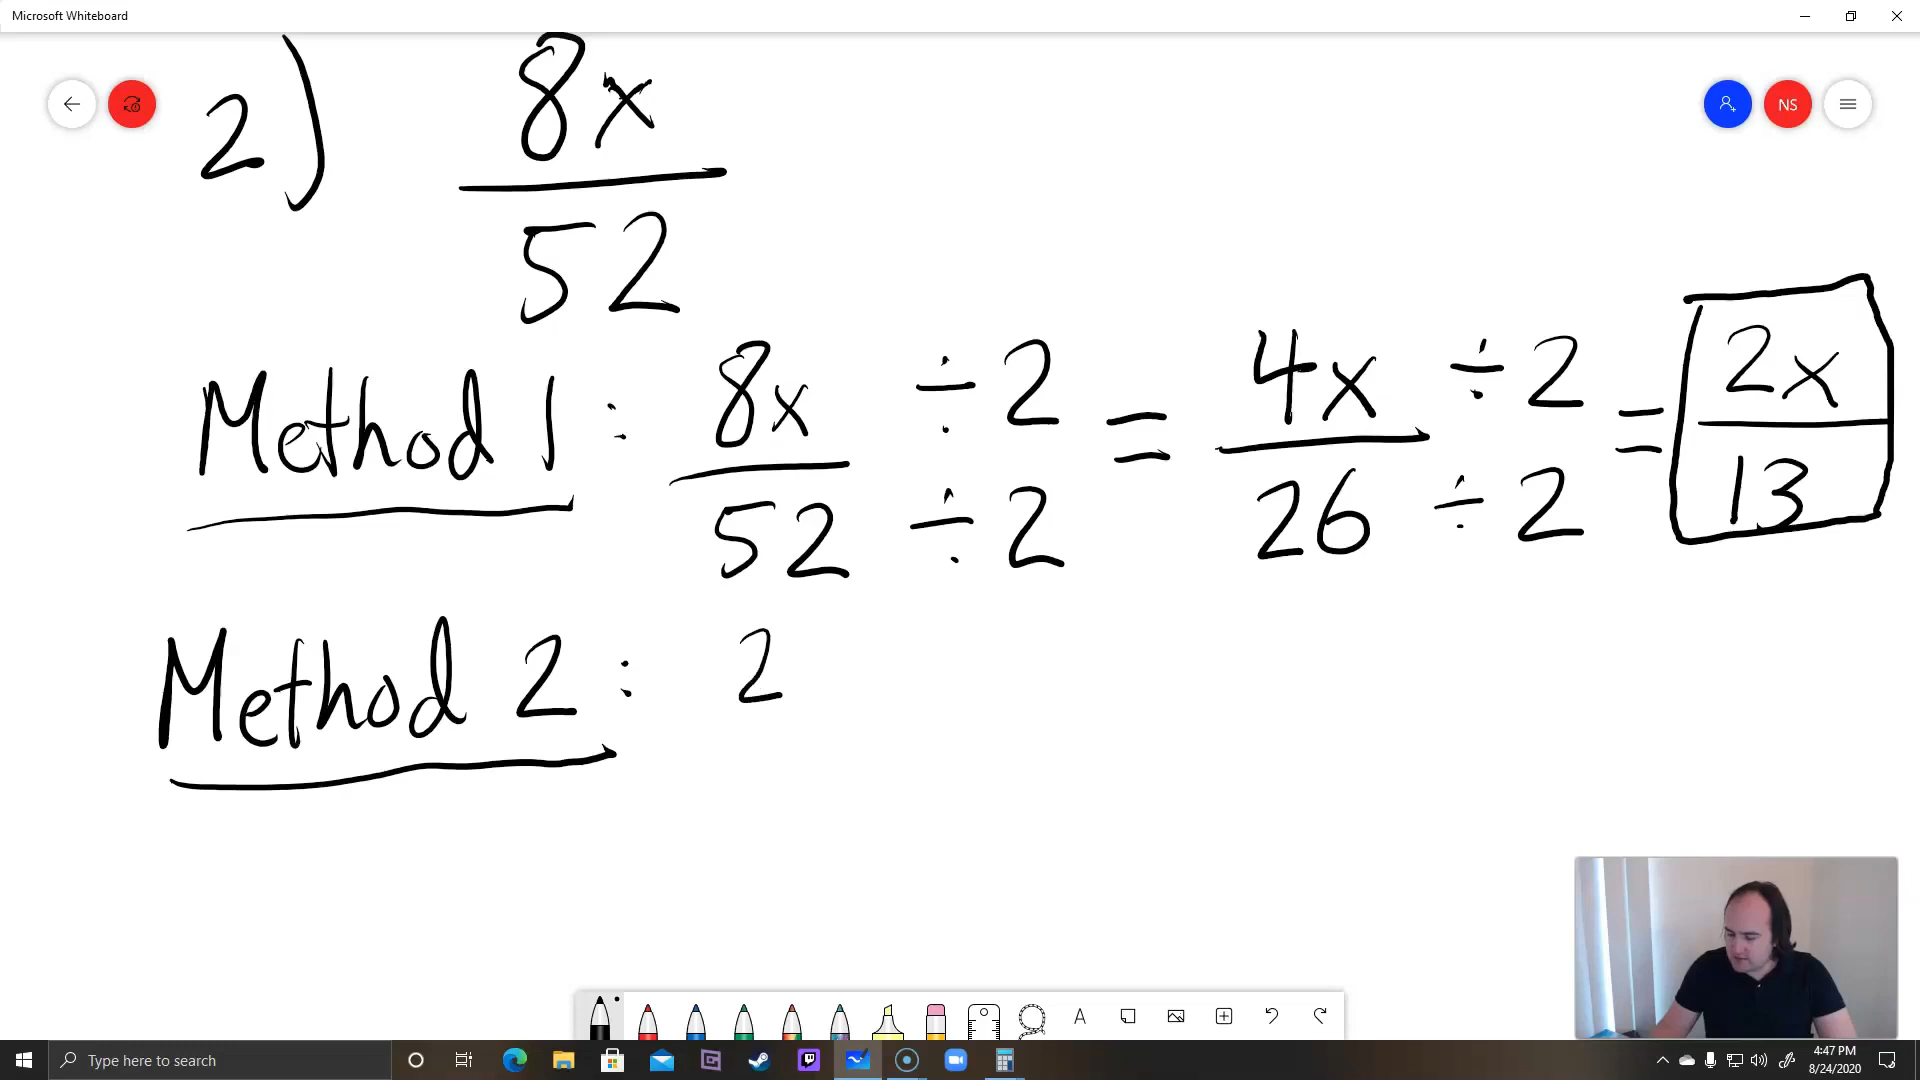 Microsoft Whiteboard
2) 8x
52
NS
Method 1: 8x ÷2 = 4x ÷2 = 2x
52 ÷2 26 ÷2 13
Method 2: 2
A
Type here to search
4:47 PM
8/24/2020